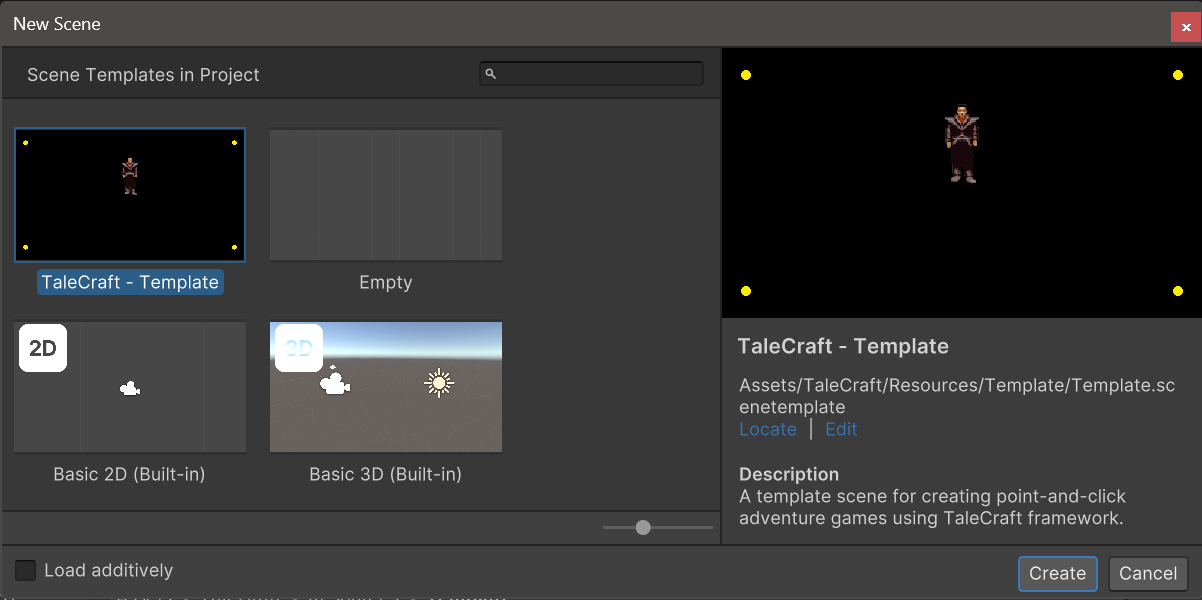 New Scene
Scene Templates in Project
TaleCraft - Template
Empty
2D
3D
Basic 2D (Built-in)
Basic 3D (Built-in)
TaleCraft - Template
Assets/TaleCraft/Resources/Template/Template.sc
enetemplate
Locate | Edit
Description
A template scene for creating point-and-click
adventure games using TaleCraft framework.
Load additively
Create
Cancel